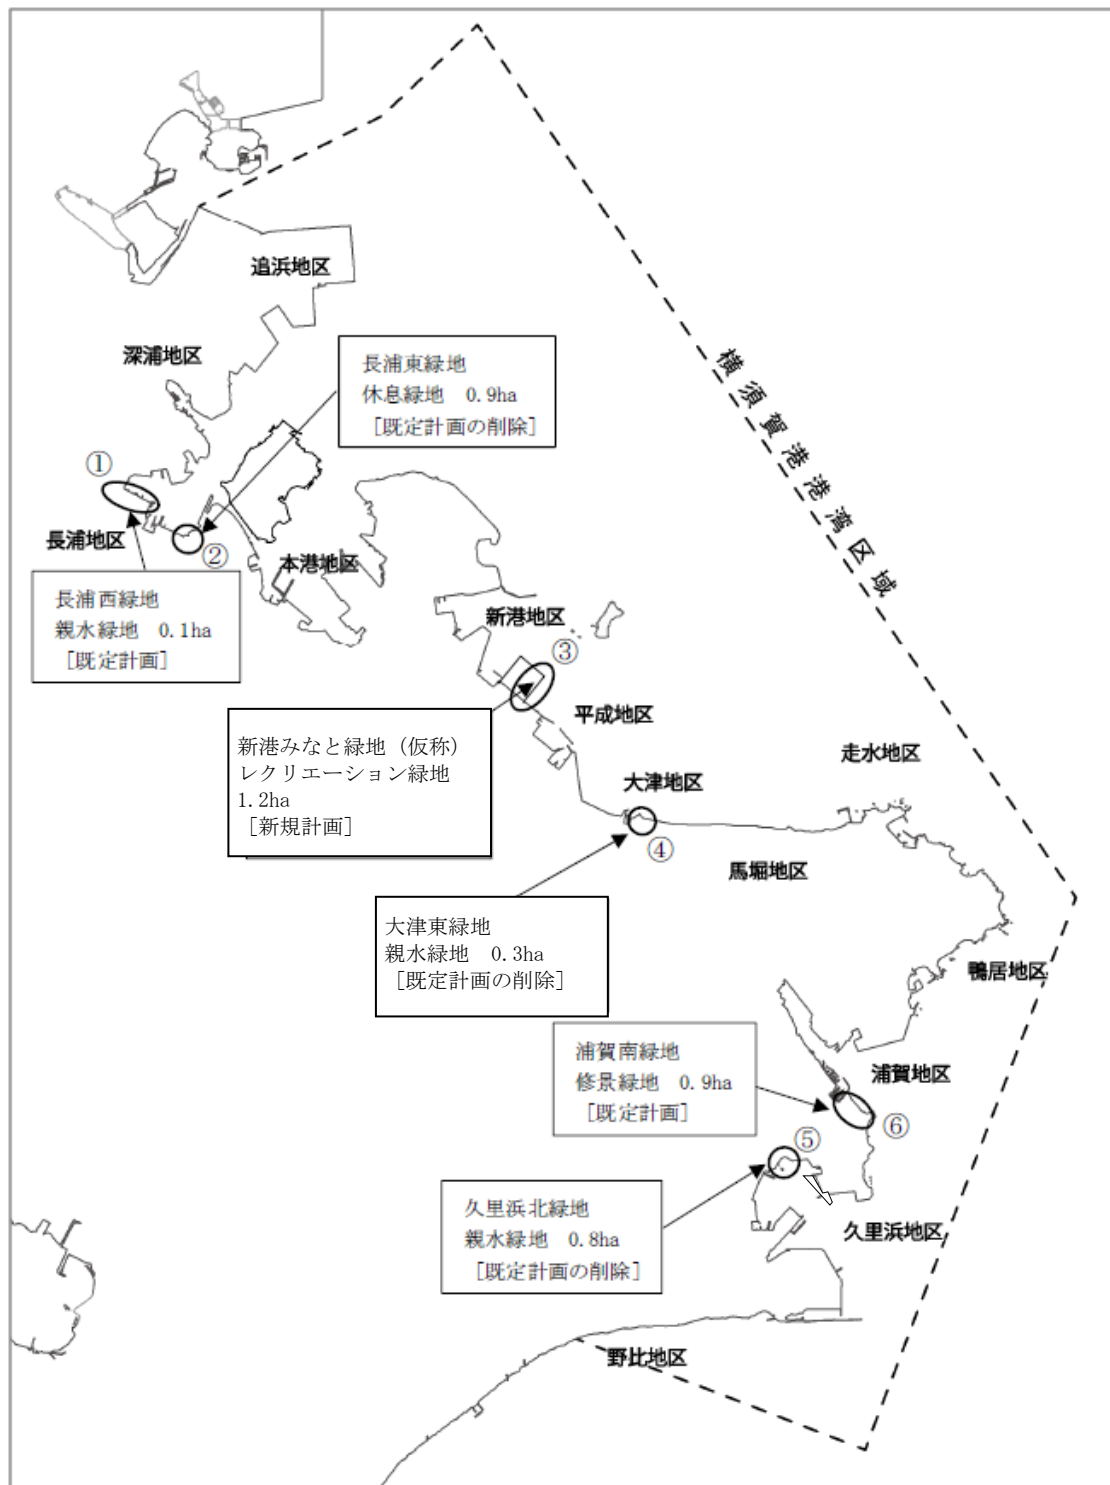 追浜地区
深浦地区
長浦東緑地
休息緑地 0.9ha
［既定計画の削除］
横須賀港港湾区域
①
長浦地区
②
本港地区
長浦西緑地
親水緑地 0.1ha
［既定計画］
新港地区
③
平成地区
新港みなと緑地（仮称）
レクリエーション緑地
1.2ha
［新規計画］
走水地区
大津地区
④
馬堀地区
大津東緑地
親水緑地 0.3ha
［既定計画の削除］
鴨居地区
浦賀南緑地
修景緑地 0.9ha
［既定計画］
浦賀地区
⑥
⑤
久里浜北緑地
親水緑地 0.8ha
［既定計画の削除］
久里浜地区
野比地区